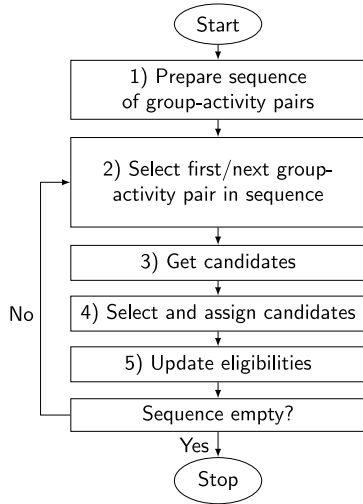 Start
1) Prepare sequence
of group-activity pairs
2) Select first/next group-
activity pair in sequence
3) Get candidates
No
4) Select and assign candidates
5) Update eligibilities
Sequence empty?
Yes
Stop